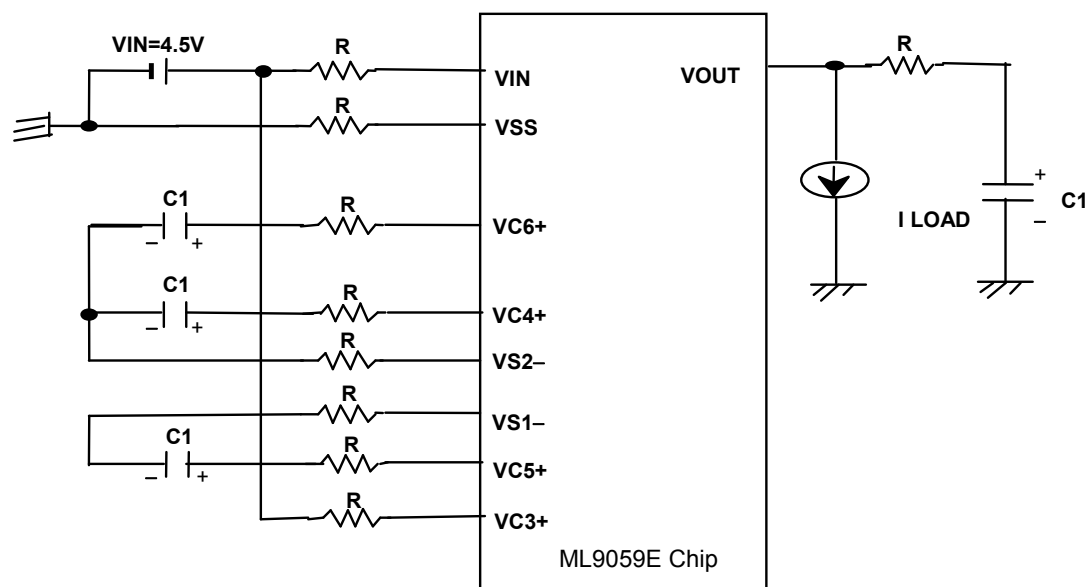 VIN=4.5V
R
VIN
R
VSS
C1
R
VC6+
– +
C1
R
VC4+
– +
R
VS2–
R
VS1–
C1
R
VC5+
– +
R
VC3+
ML9059E Chip
VOUT
R
I LOAD
+
C1
–